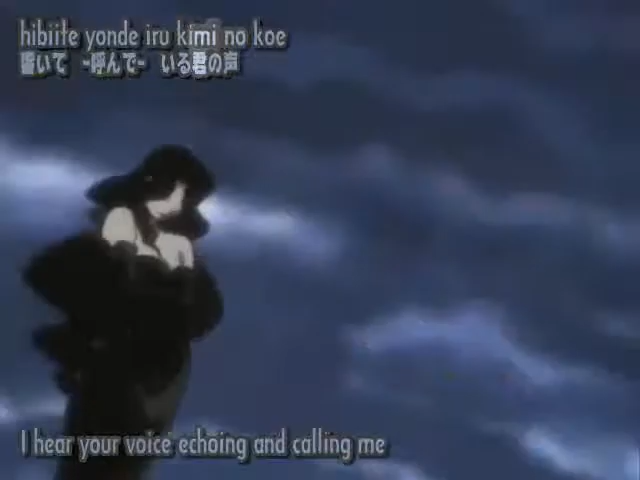 hibiite yonde iru kimi no koe
響いて -呼んで- いる君の声
I hear your voice echoing and calling me